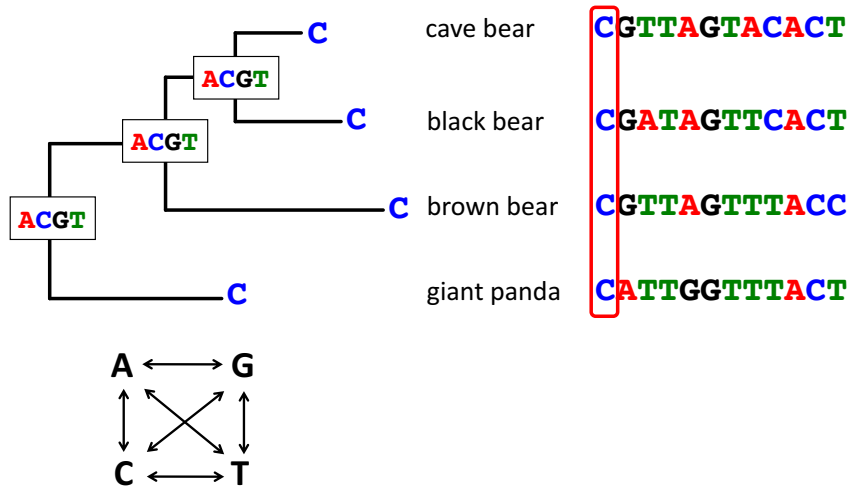 C cave bear CGTTAGTACACT
ACGT
C black bear CGATAGTTCACT
ACGT
C brown bear CGTTAGTTTACC
ACGT
C giant panda CATTGGTTTACT
A G
C T